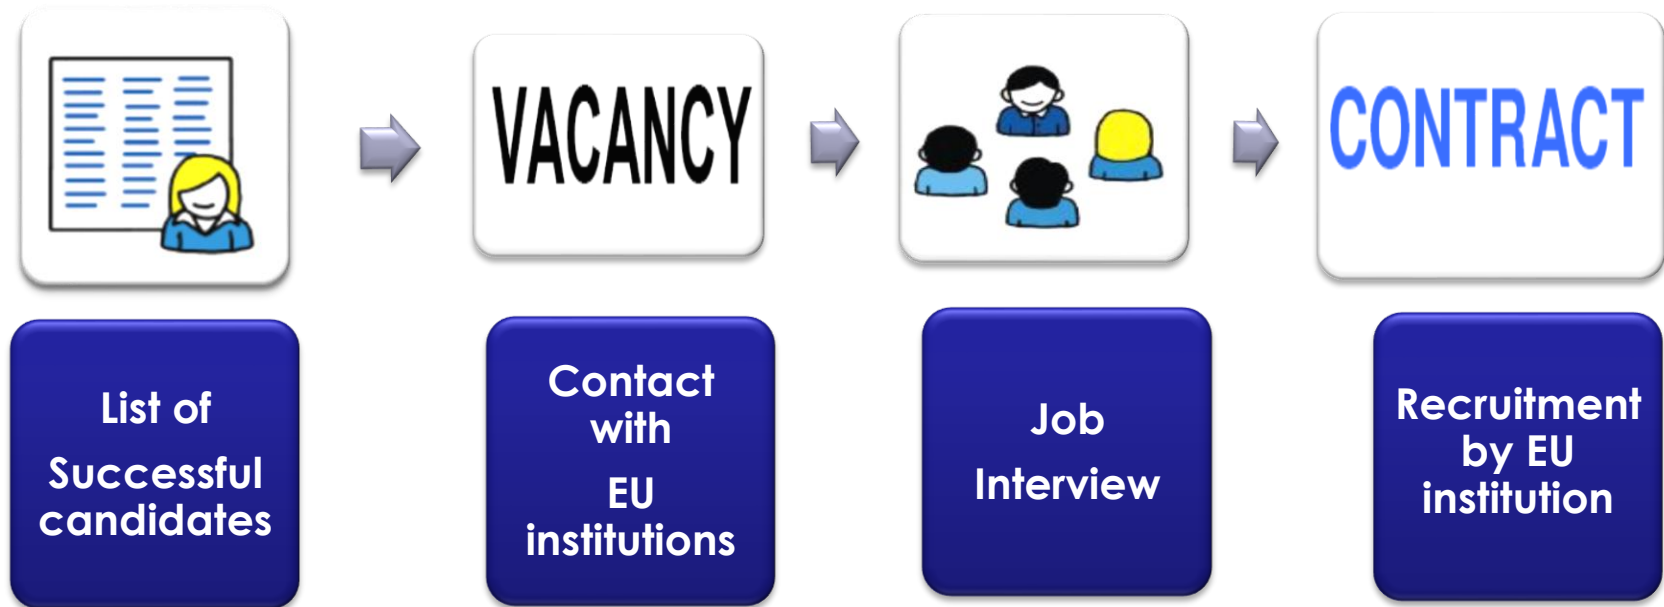 VACANCY
CONTRACT
List of
Successful
candidates
Contact
with
EU
institutions
Job
Interview
Recruitment
by EU
institution